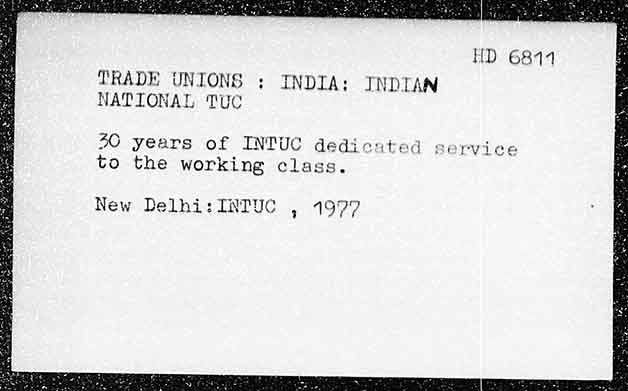 HD 6811
TRADE UNIONS : INDIA: INDIAN
NATIONAL TUC
30 years of INTUC dedicated service
to the working class.
New Delhi:INTUC , 1977